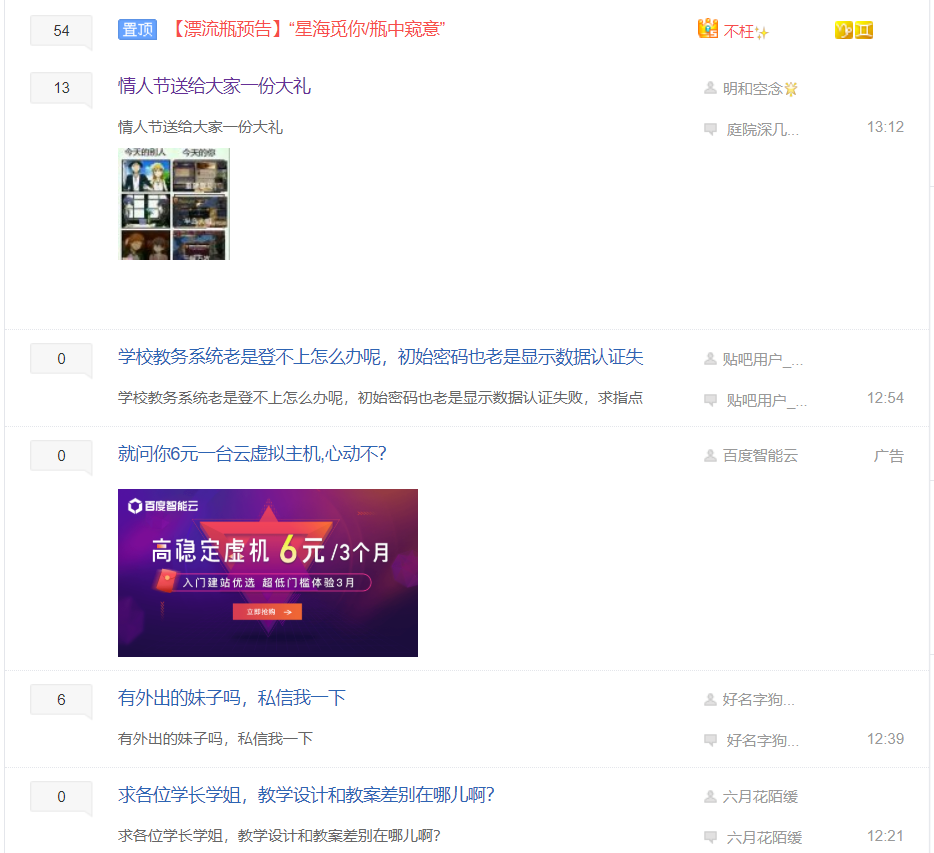 54 置顶 【漂流瓶预告】“星海觅你/瓶中窥意” 不枉✨
13 情人节送给大家一份大礼 明和空念🌟
情人节送给大家一份大礼 庭院深几... 13:12
今天的别人 今天的你
0 学校教务系统老是登不上怎么办呢，初始密码也老是显示数据认证失 贴吧用户_...
学校教务系统老是登不上怎么办呢，初始密码也老是显示数据认证失败，求指点 贴吧用户_... 12:54
0 就问你6元一台云虚拟主机,心动不? 百度智能云 广告
百度智能云
高稳定虚机 6元/3个月
入门建站优选 超低门槛体验3月
立即抢购 →
6 有外出的妹子吗，私信我一下 好名字狗...
有外出的妹子吗，私信我一下 好名字狗... 12:39
0 求各位学长学姐，教学设计和教案差别在哪儿啊? 六月花陌缓
求各位学长学姐，教学设计和教案差别在哪儿啊? 六月花陌缓 12:21